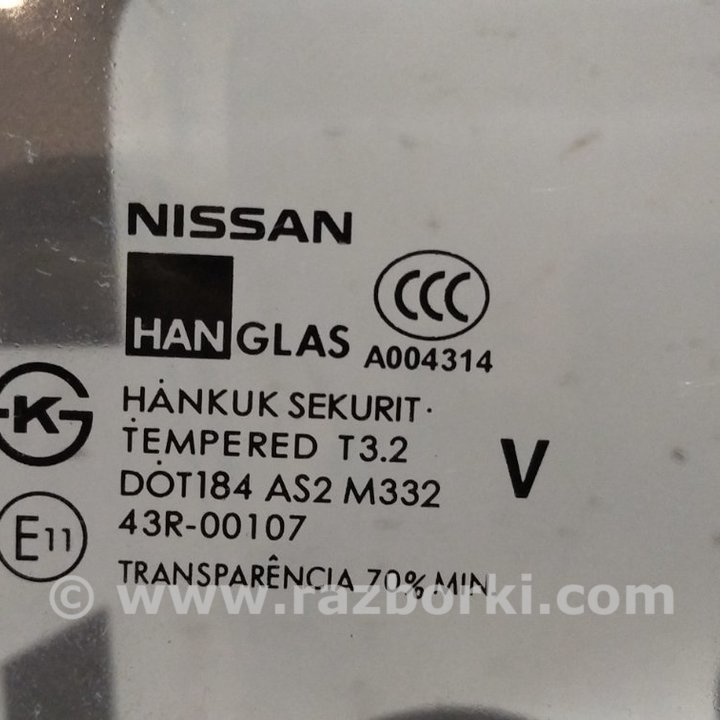 NISSAN
HANGLAS
CCC
A004314
K
HANKUK SEKURIT
TEMPERED T3.2
V
DOT184 AS2 M332
E11
43R-00107
TRANSPARÊNCIA 70% MIN
© www.razborki.com